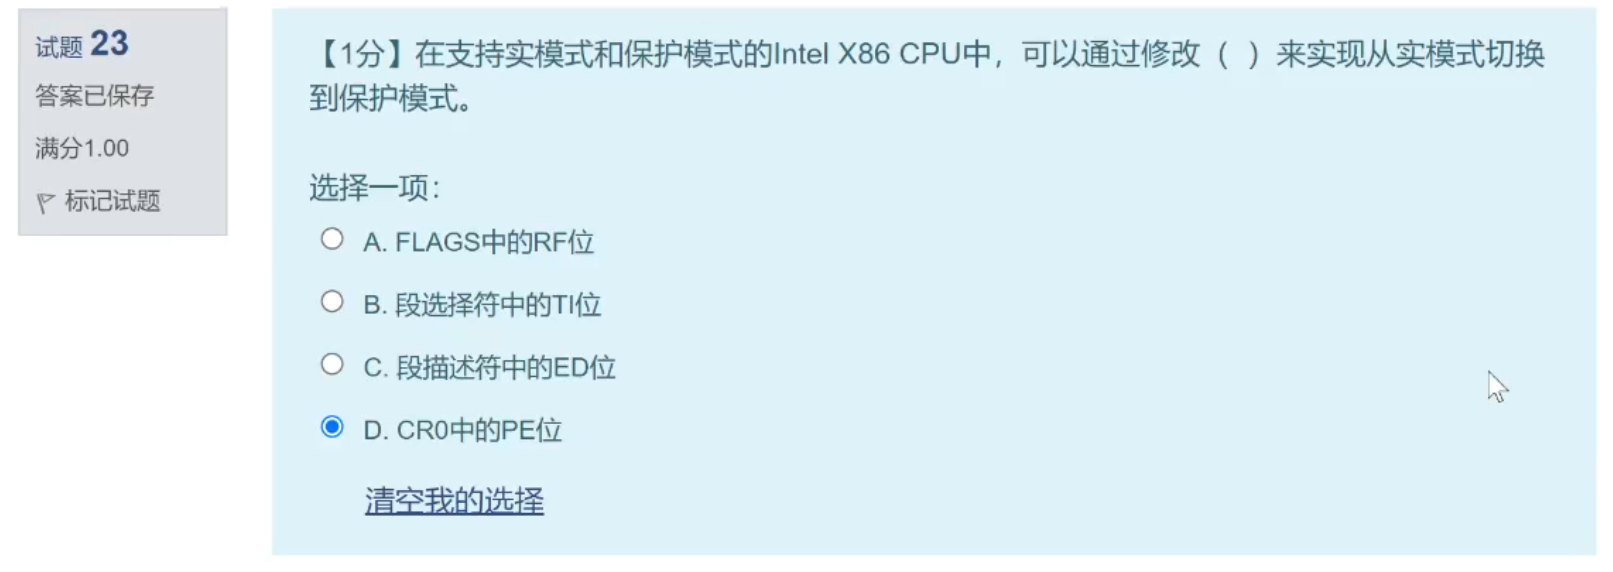 试题 23
答案已保存
满分1.00
标记试题
【1分】在支持实模式和保护模式的Intel X86 CPU中，可以通过修改（ ）来实现从实模式切换
到保护模式。
选择一项：
A. FLAGS中的RF位
B. 段选择符中的TI位
C. 段描述符中的ED位
D. CR0中的PE位
清空我的选择